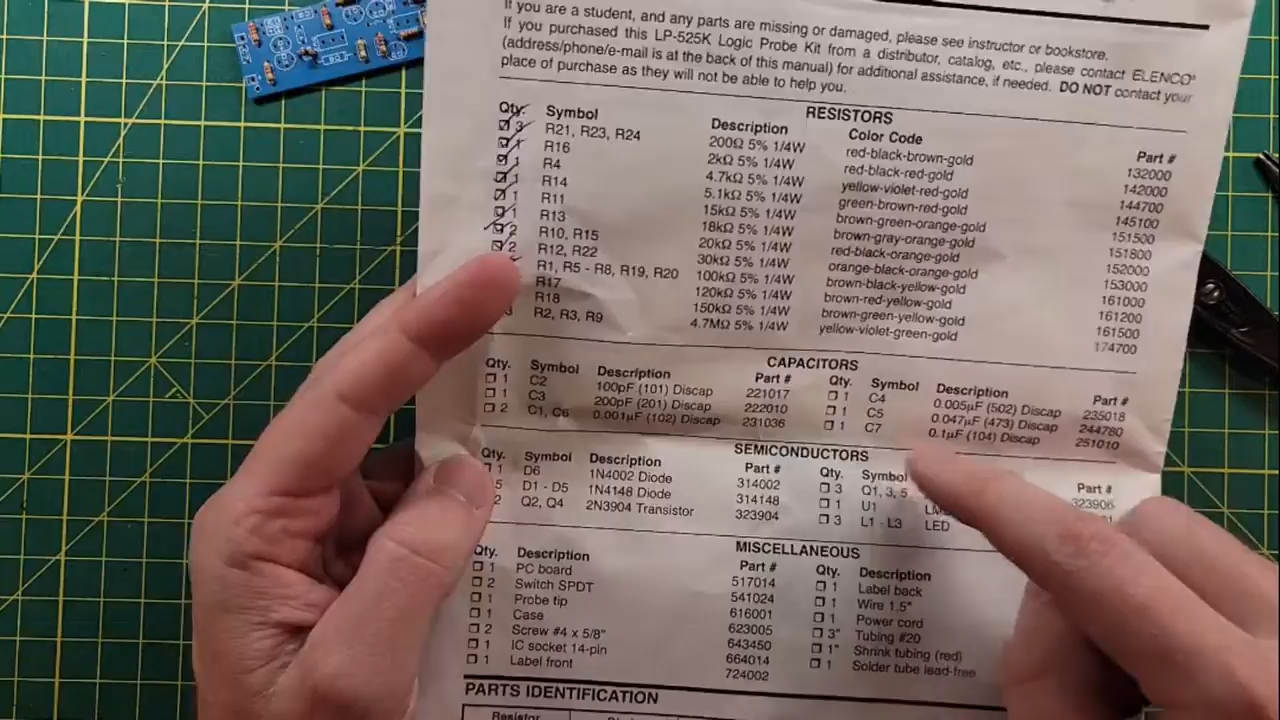 If you are a student, and any parts are missing or damaged, please see instructor or bookstore.
If you purchased this LP-525K Logic Probe Kit from a distributor, catalog, etc., please contact ELENCO®
(address/phone/e-mail is at the back of this manual) for additional assistance, if needed. DO NOT contact your
place of purchase as they will not be able to help you.
RESISTORS
Qty. Symbol Description Color Code Part #
3 R21, R23, R24 200Ω 5% 1/4W red-black-brown-gold 132000
1 R16 2kΩ 5% 1/4W red-black-red-gold 142000
1 R4 4.7kΩ 5% 1/4W yellow-violet-red-gold 144700
1 R14 5.1kΩ 5% 1/4W green-brown-red-gold 145100
1 R11 15kΩ 5% 1/4W brown-green-orange-gold 151500
1 R13 18kΩ 5% 1/4W brown-gray-orange-gold 151800
2 R10, R15 20kΩ 5% 1/4W red-black-orange-gold 152000
2 R12, R22 30kΩ 5% 1/4W orange-black-orange-gold 153000
R1, R5 - R8, R19, R20 100kΩ 5% 1/4W brown-black-yellow-gold 161000
R17 120kΩ 5% 1/4W brown-red-yellow-gold 161200
R18 150kΩ 5% 1/4W brown-green-yellow-gold 161500
3 R2, R3, R9 4.7MΩ 5% 1/4W yellow-violet-green-gold 174700
CAPACITORS
Qty. Symbol Description Part # Qty. Symbol Description Part #
1 C2 100pF (101) Discap 221017 1 C4 0.005µF (502) Discap 235018
1 C3 200pF (201) Discap 222010 1 C5 0.047µF (473) Discap 244780
2 C1, C6 0.001µF (102) Discap 231036 1 C7 0.1µF (104) Discap 251010
SEMICONDUCTORS
Qty. Symbol Description Part # Qty. Symbol Part #
1 D6 1N4002 Diode 314002 3 Q1, 3, 5 323906
5 D1 - D5 1N4148 Diode 314148 1 U1
2 Q2, Q4 2N3904 Transistor 323904 3 L1 - L3 LED
MISCELLANEOUS
Qty. Description Part # Qty. Description
1 PC board 517014 1 Label back
2 Switch SPDT 541024 1 Wire 1.5"
1 Probe tip 616001 1 Power cord
1 Case 623005 3" Tubing #20
2 Screw #4 x 5/8" 643450 1" Shrink tubing (red)
1 IC socket 14-pin 664014 1 Solder tube lead-free
1 Label front 724002
PARTS IDENTIFICATION
Resistor